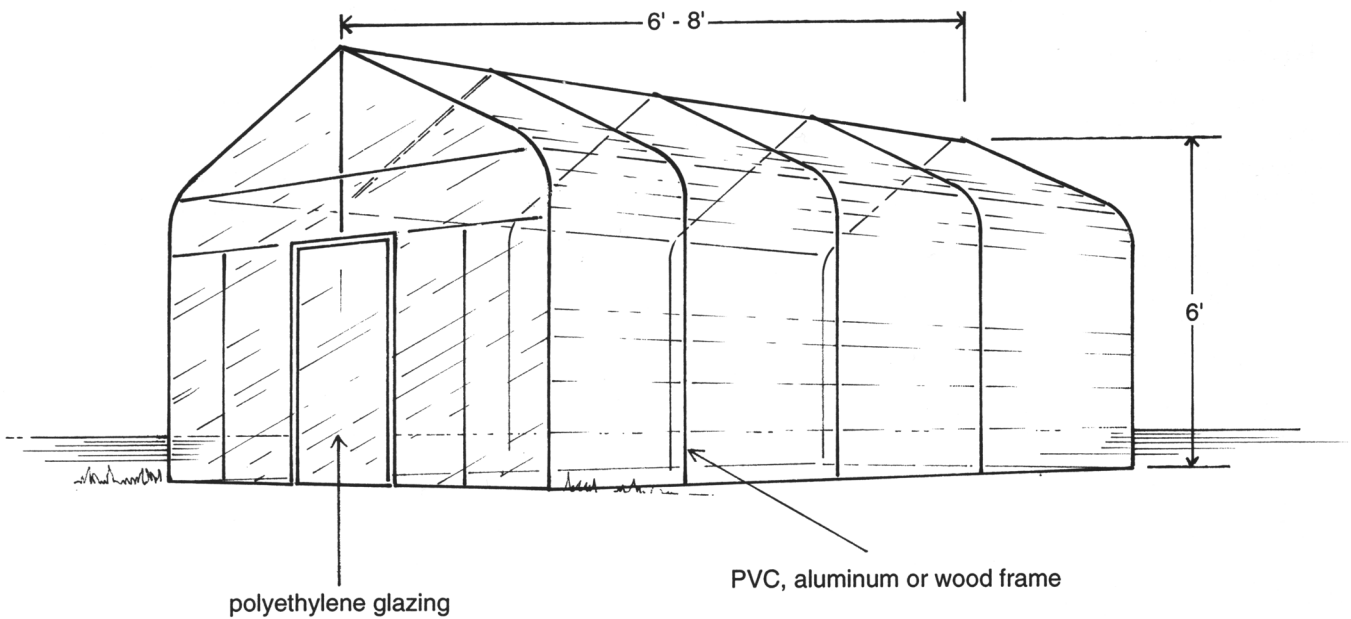 6' - 8'
6'
PVC, aluminum or wood frame
polyethylene glazing